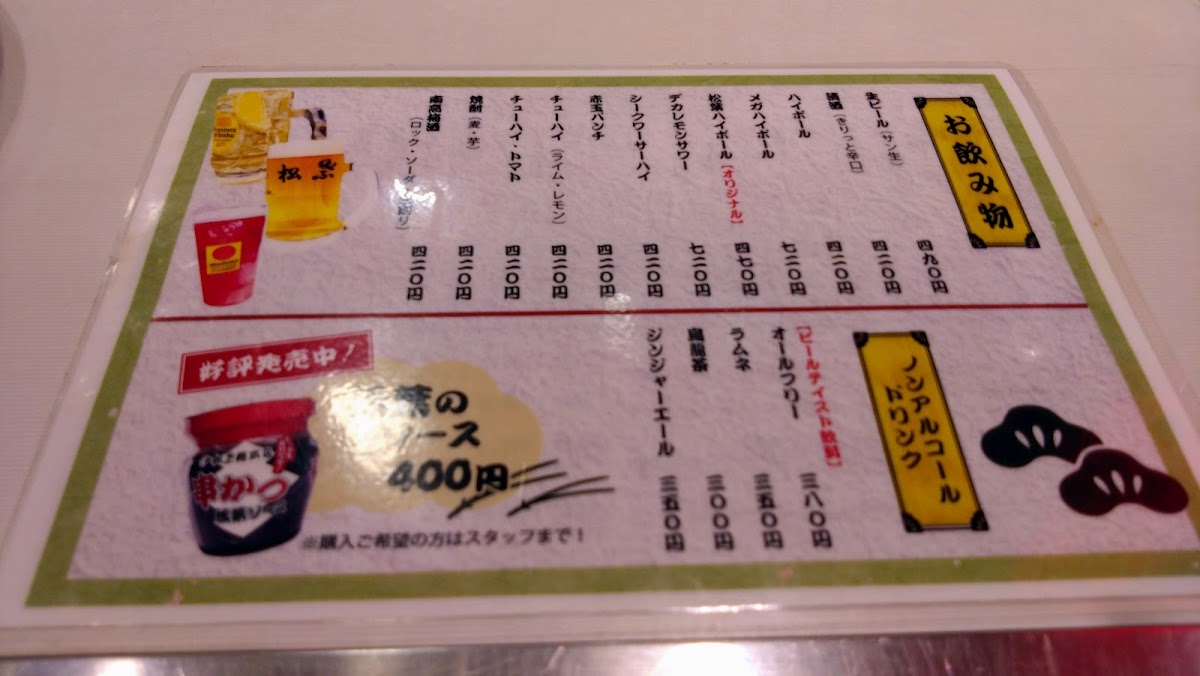 お飲み物
生ビール（サン生） 四九〇円
清酒（きりっと辛口） 四二〇円
ハイボール 四二〇円
メガハイボール 七二〇円
松葉ハイボール【オリジナル】 四七〇円
デカレモンサワー 七二〇円
シークワーサーハイ 四二〇円
赤玉パンチ 四二〇円
チューハイ（ライム・レモン） 四二〇円
チューハイ・トマト 四二〇円
焼酎（麦・芋） 四二〇円
南高梅酒 四二〇円
（ロック・ソーダ・水割り）
松葉
ノンアルコール
ドリンク
【ビールテイスト飲料】
オールフリー 三八〇円
ラムネ 三五〇円
烏龍茶 三〇〇円
ジンジャーエール 三五〇円
好評発売中！
葉の
ソース
400円
串かつ
※購入ご希望の方はスタッフまで！